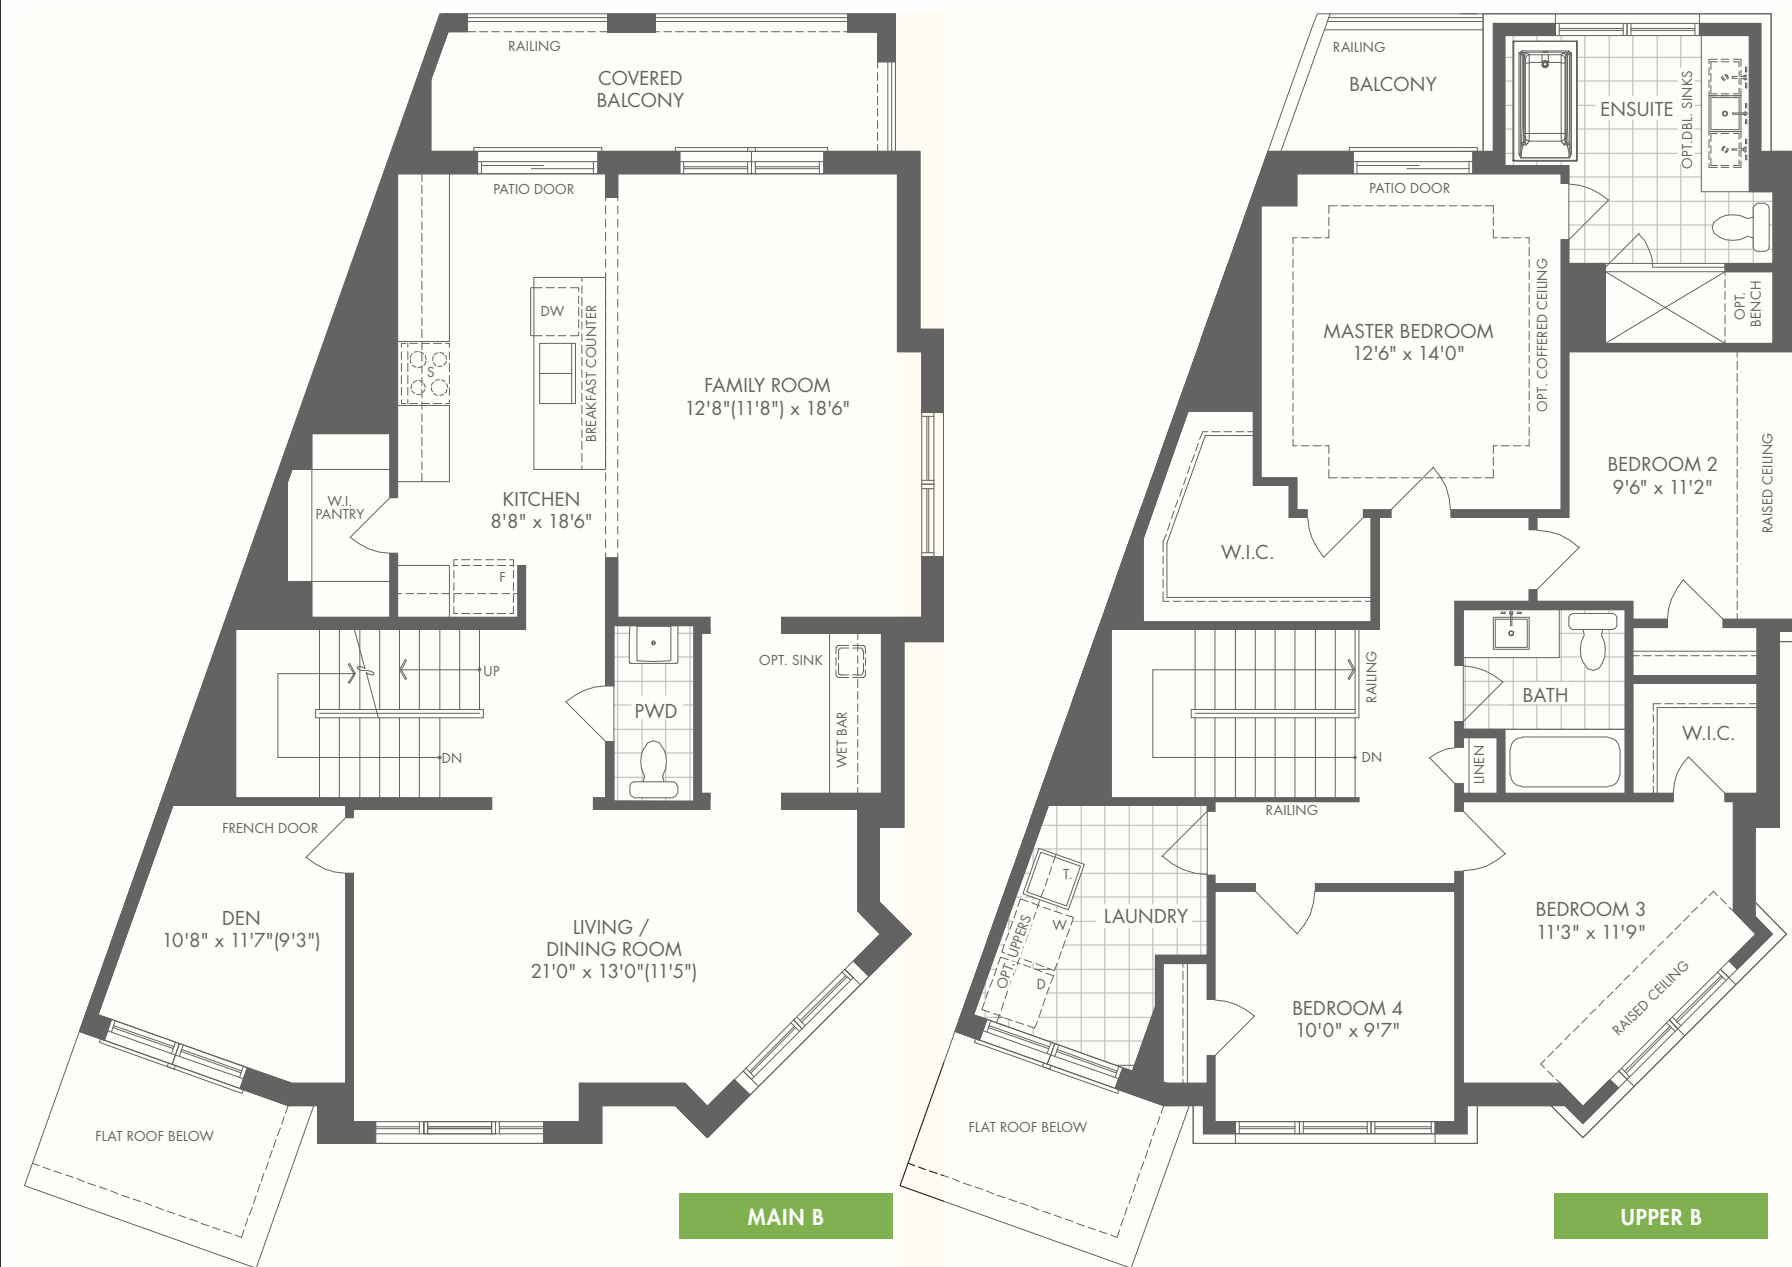 RAILING
COVERED
BALCONY
PATIO DOOR
DW
BREAKFAST COUNTER
S
FAMILY ROOM
12'8"(11'8") x 18'6"
W.I.
PANTRY
KITCHEN
8'8" x 18'6"
F
UP
DN
PWD
OPT. SINK
WET BAR
FRENCH DOOR
DEN
10'8" x 11'7"(9'3")
LIVING /
DINING ROOM
21'0" x 13'0"(11'5")
FLAT ROOF BELOW
MAIN B
RAILING
BALCONY
PATIO DOOR
ENSUITE
OPT.DBL. SINKS
OPT.
BENCH
MASTER BEDROOM
12'6" x 14'0"
OPT. COFFERED CEILING
BEDROOM 2
9'6" x 11'2"
RAISED CEILING
W.I.C.
RAILING
DN
BATH
LINEN
W.I.C.
RAILING
T.
W
D
OPT. UPPERS
LAUNDRY
BEDROOM 3
11'3" x 11'9"
RAISED CEILING
BEDROOM 4
10'0" x 9'7"
FLAT ROOF BELOW
UPPER B